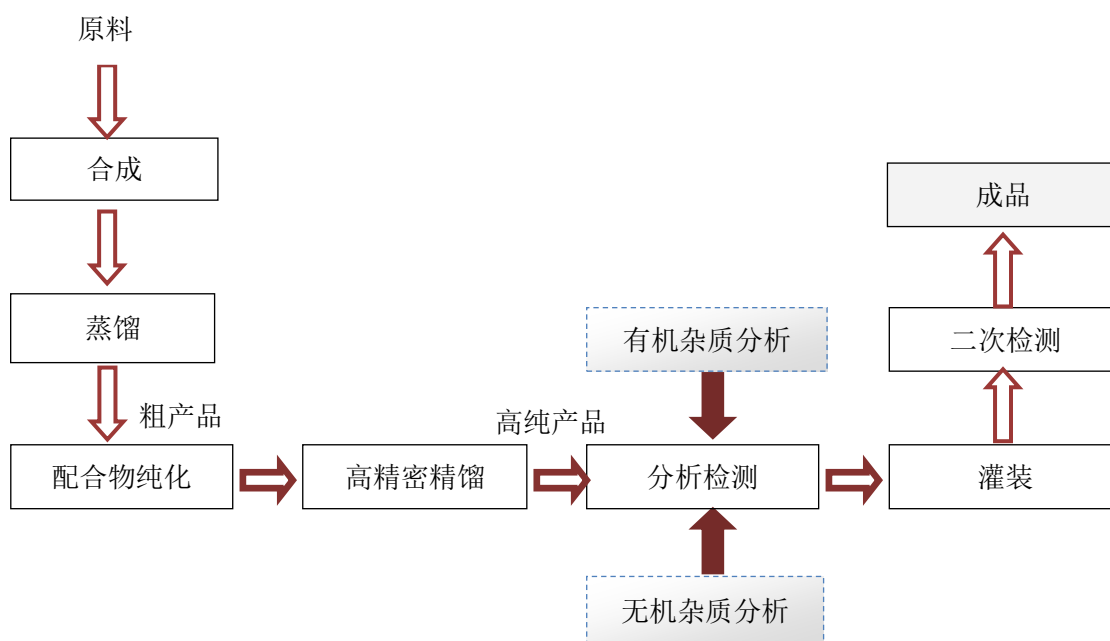 原料
合成
蒸馏
粗产品
配合物纯化
高精密精馏
高纯产品
有机杂质分析
分析检测
无机杂质分析
灌装
二次检测
成品